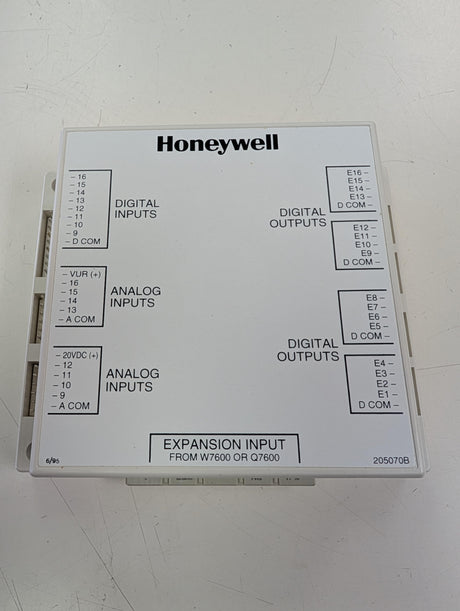 Honeywell
- 16
- 15
- 14
- 13
- 12
- 11
- 10
- 9
- D COM
DIGITAL
INPUTS
- VUR (+)
- 16
- 15
- 14
- 13
- A COM
ANALOG
INPUTS
- 20VDC (+)
- 12
- 11
- 10
- 9
- A COM
ANALOG
INPUTS
DIGITAL
OUTPUTS
E16 -
E15 -
E14 -
E13 -
D COM -
E12 -
E11 -
E10 -
E9 -
D COM -
DIGITAL
OUTPUTS
E8 -
E7 -
E6 -
E5 -
D COM -
E4 -
E3 -
E2 -
E1 -
D COM -
EXPANSION INPUT
FROM W7600 OR Q7600
6/95
205070B